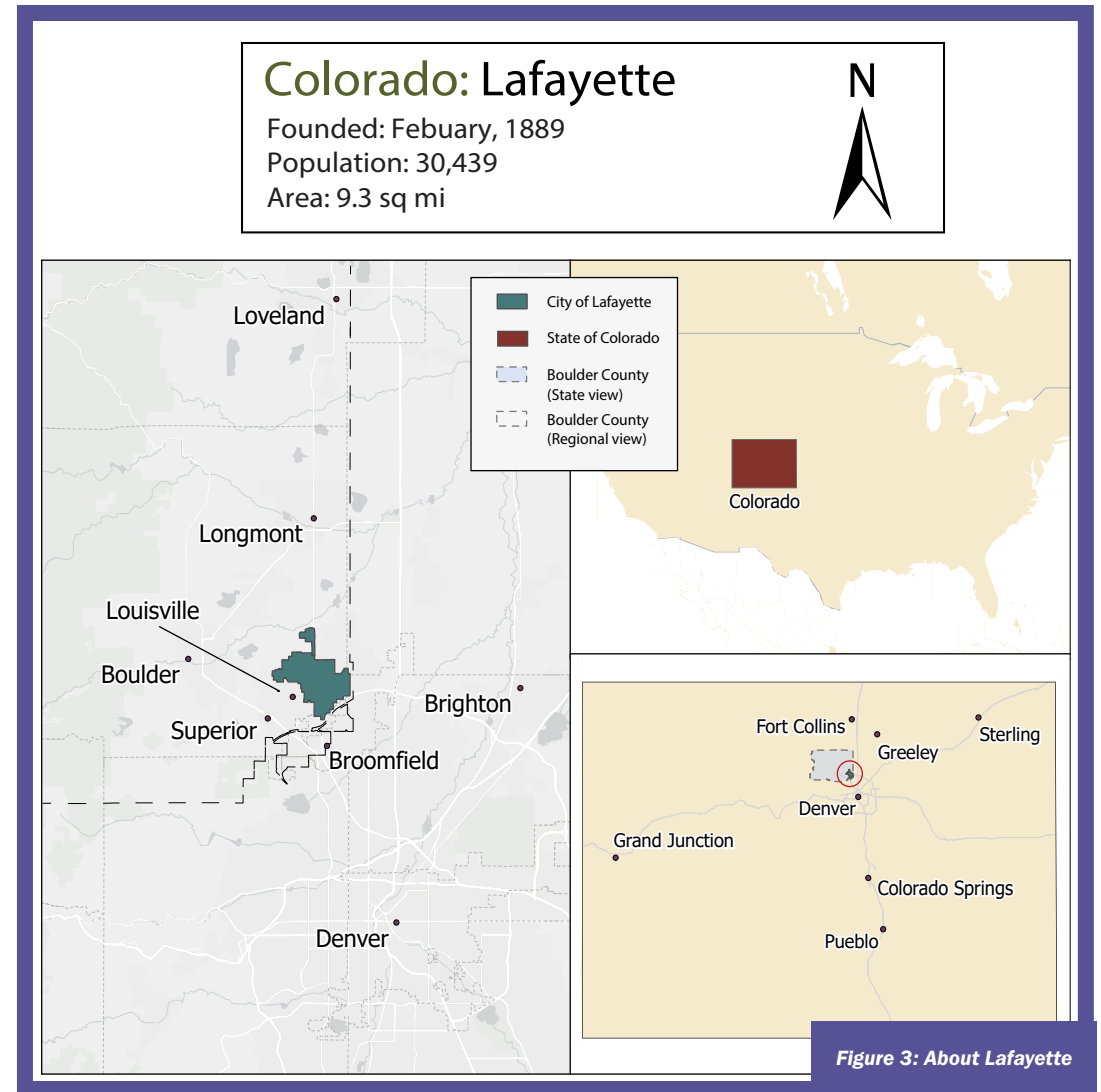 Colorado: Lafayette
N
Founded: Febuary, 1889
Population: 30,439
Area: 9.3 sq mi
City of Lafayette
State of Colorado
Boulder County
(State view)
Boulder County
(Regional view)
Loveland
Longmont
Louisville
Boulder
Superior
Broomfield
Brighton
Denver
Colorado
Fort Collins
Sterling
Greeley
Denver
Grand Junction
Colorado Springs
Pueblo
Figure 3: About Lafayette